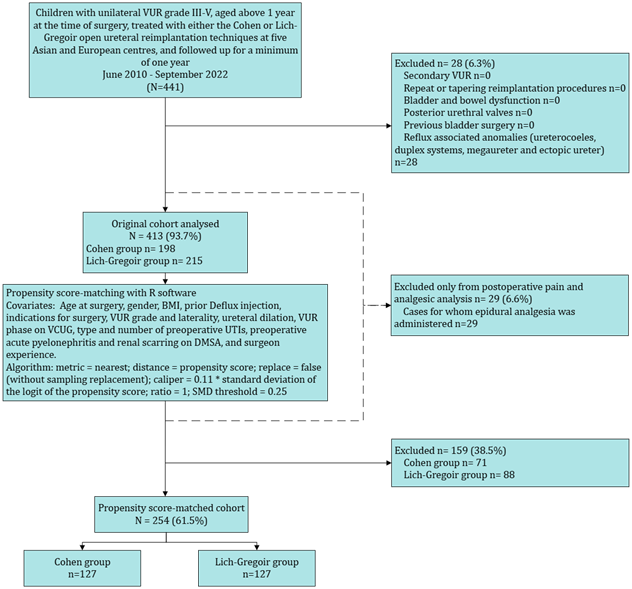 Children with unilateral VUR grade III-V, aged above 1 year
at the time of surgery, treated with either the Cohen or Lich-
Gregoir open ureteral reimplantation techniques at five
Asian and European centres, and followed up for a minimum
of one year
June 2010 - September 2022
(N=441)
Excluded n= 28 (6.3%)
Secondary VUR n=0
Repeat or tapering reimplantation procedures n=0
Bladder and bowel dysfunction n=0
Posterior urethral valves n=0
Previous bladder surgery n=0
Reflux associated anomalies (ureterocoeles,
duplex systems, megaureter and ectopic ureter)
n=28
Original cohort analysed
N = 413 (93.7%)
Cohen group n= 198
Lich-Gregoir group n= 215
Propensity score-matching with R software
Covariates: Age at surgery, gender, BMI, prior Deflux injection,
indications for surgery, VUR grade and laterality, ureteral dilation, VUR
phase on VCUG, type and number of preoperative UTIs, preoperative
acute pyelonephritis and renal scarring on DMSA, and surgeon
experience.
Algorithm: metric = nearest; distance = propensity score; replace = false
(without sampling replacement); caliper = 0.11 * standard deviation of
the logit of the propensity score; ratio = 1; SMD threshold = 0.25
Excluded only from postoperative pain and
analgesic analysis n= 29 (6.6%)
Cases for whom epidural analgesia was
administered n=29
Excluded n= 159 (38.5%)
Cohen group n= 71
Lich-Gregoir group n= 88
Propensity score-matched cohort
N = 254 (61.5%)
Cohen group
n=127
Lich-Gregoir group
n=127